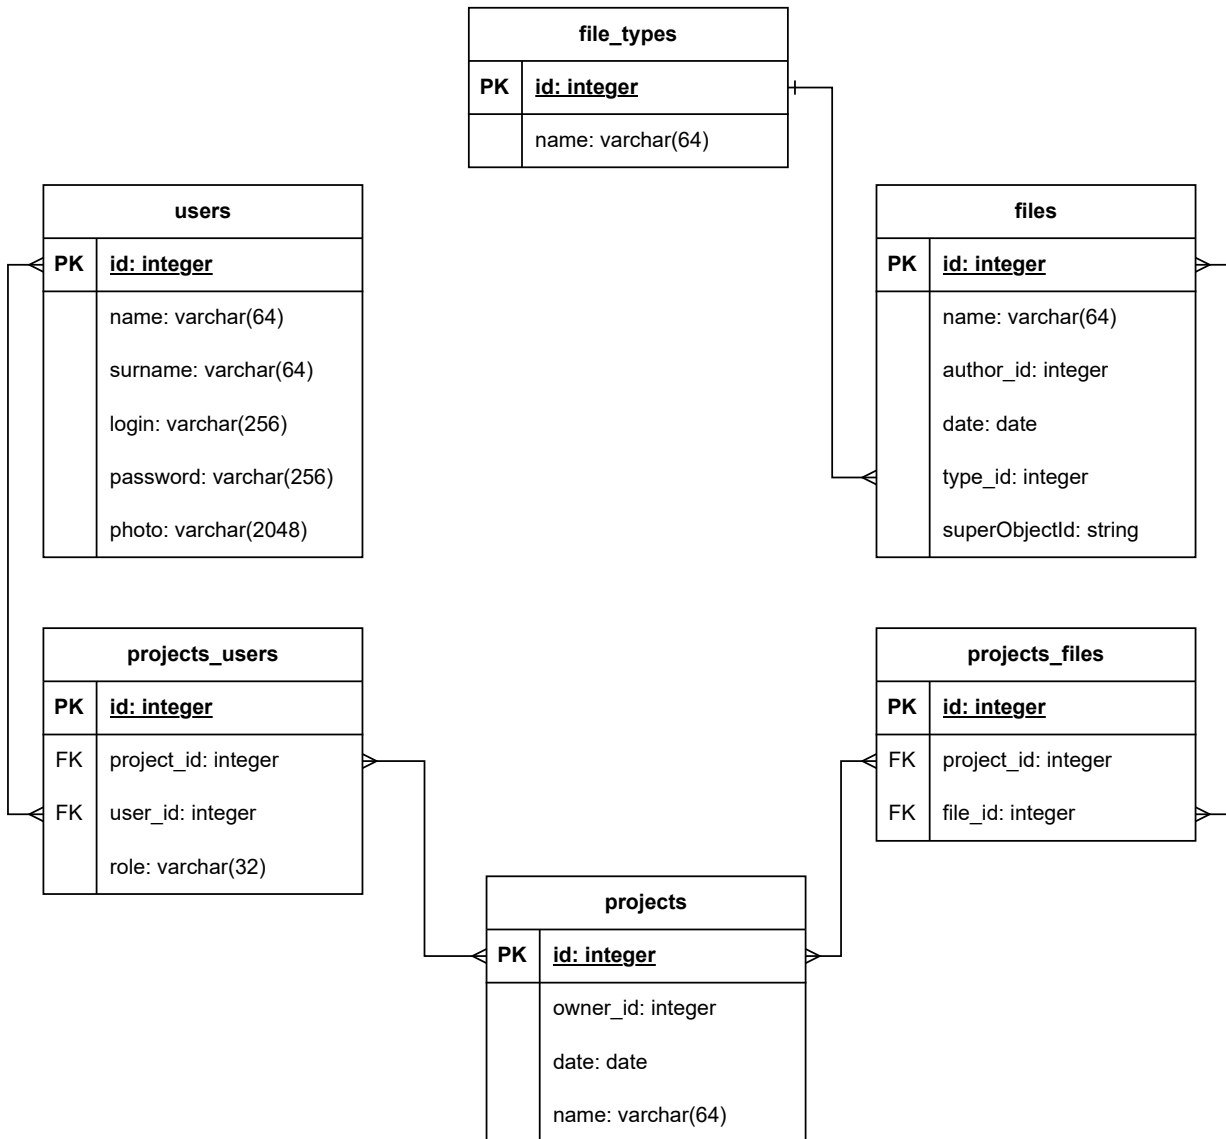 file_types
PK id: integer
name: varchar(64)
users
PK id: integer
name: varchar(64)
surname: varchar(64)
login: varchar(256)
password: varchar(256)
photo: varchar(2048)
files
PK id: integer
name: varchar(64)
author_id: integer
date: date
type_id: integer
superObjectId: string
projects_users
PK id: integer
FK project_id: integer
FK user_id: integer
role: varchar(32)
projects_files
PK id: integer
FK project_id: integer
FK file_id: integer
projects
PK id: integer
owner_id: integer
date: date
name: varchar(64)